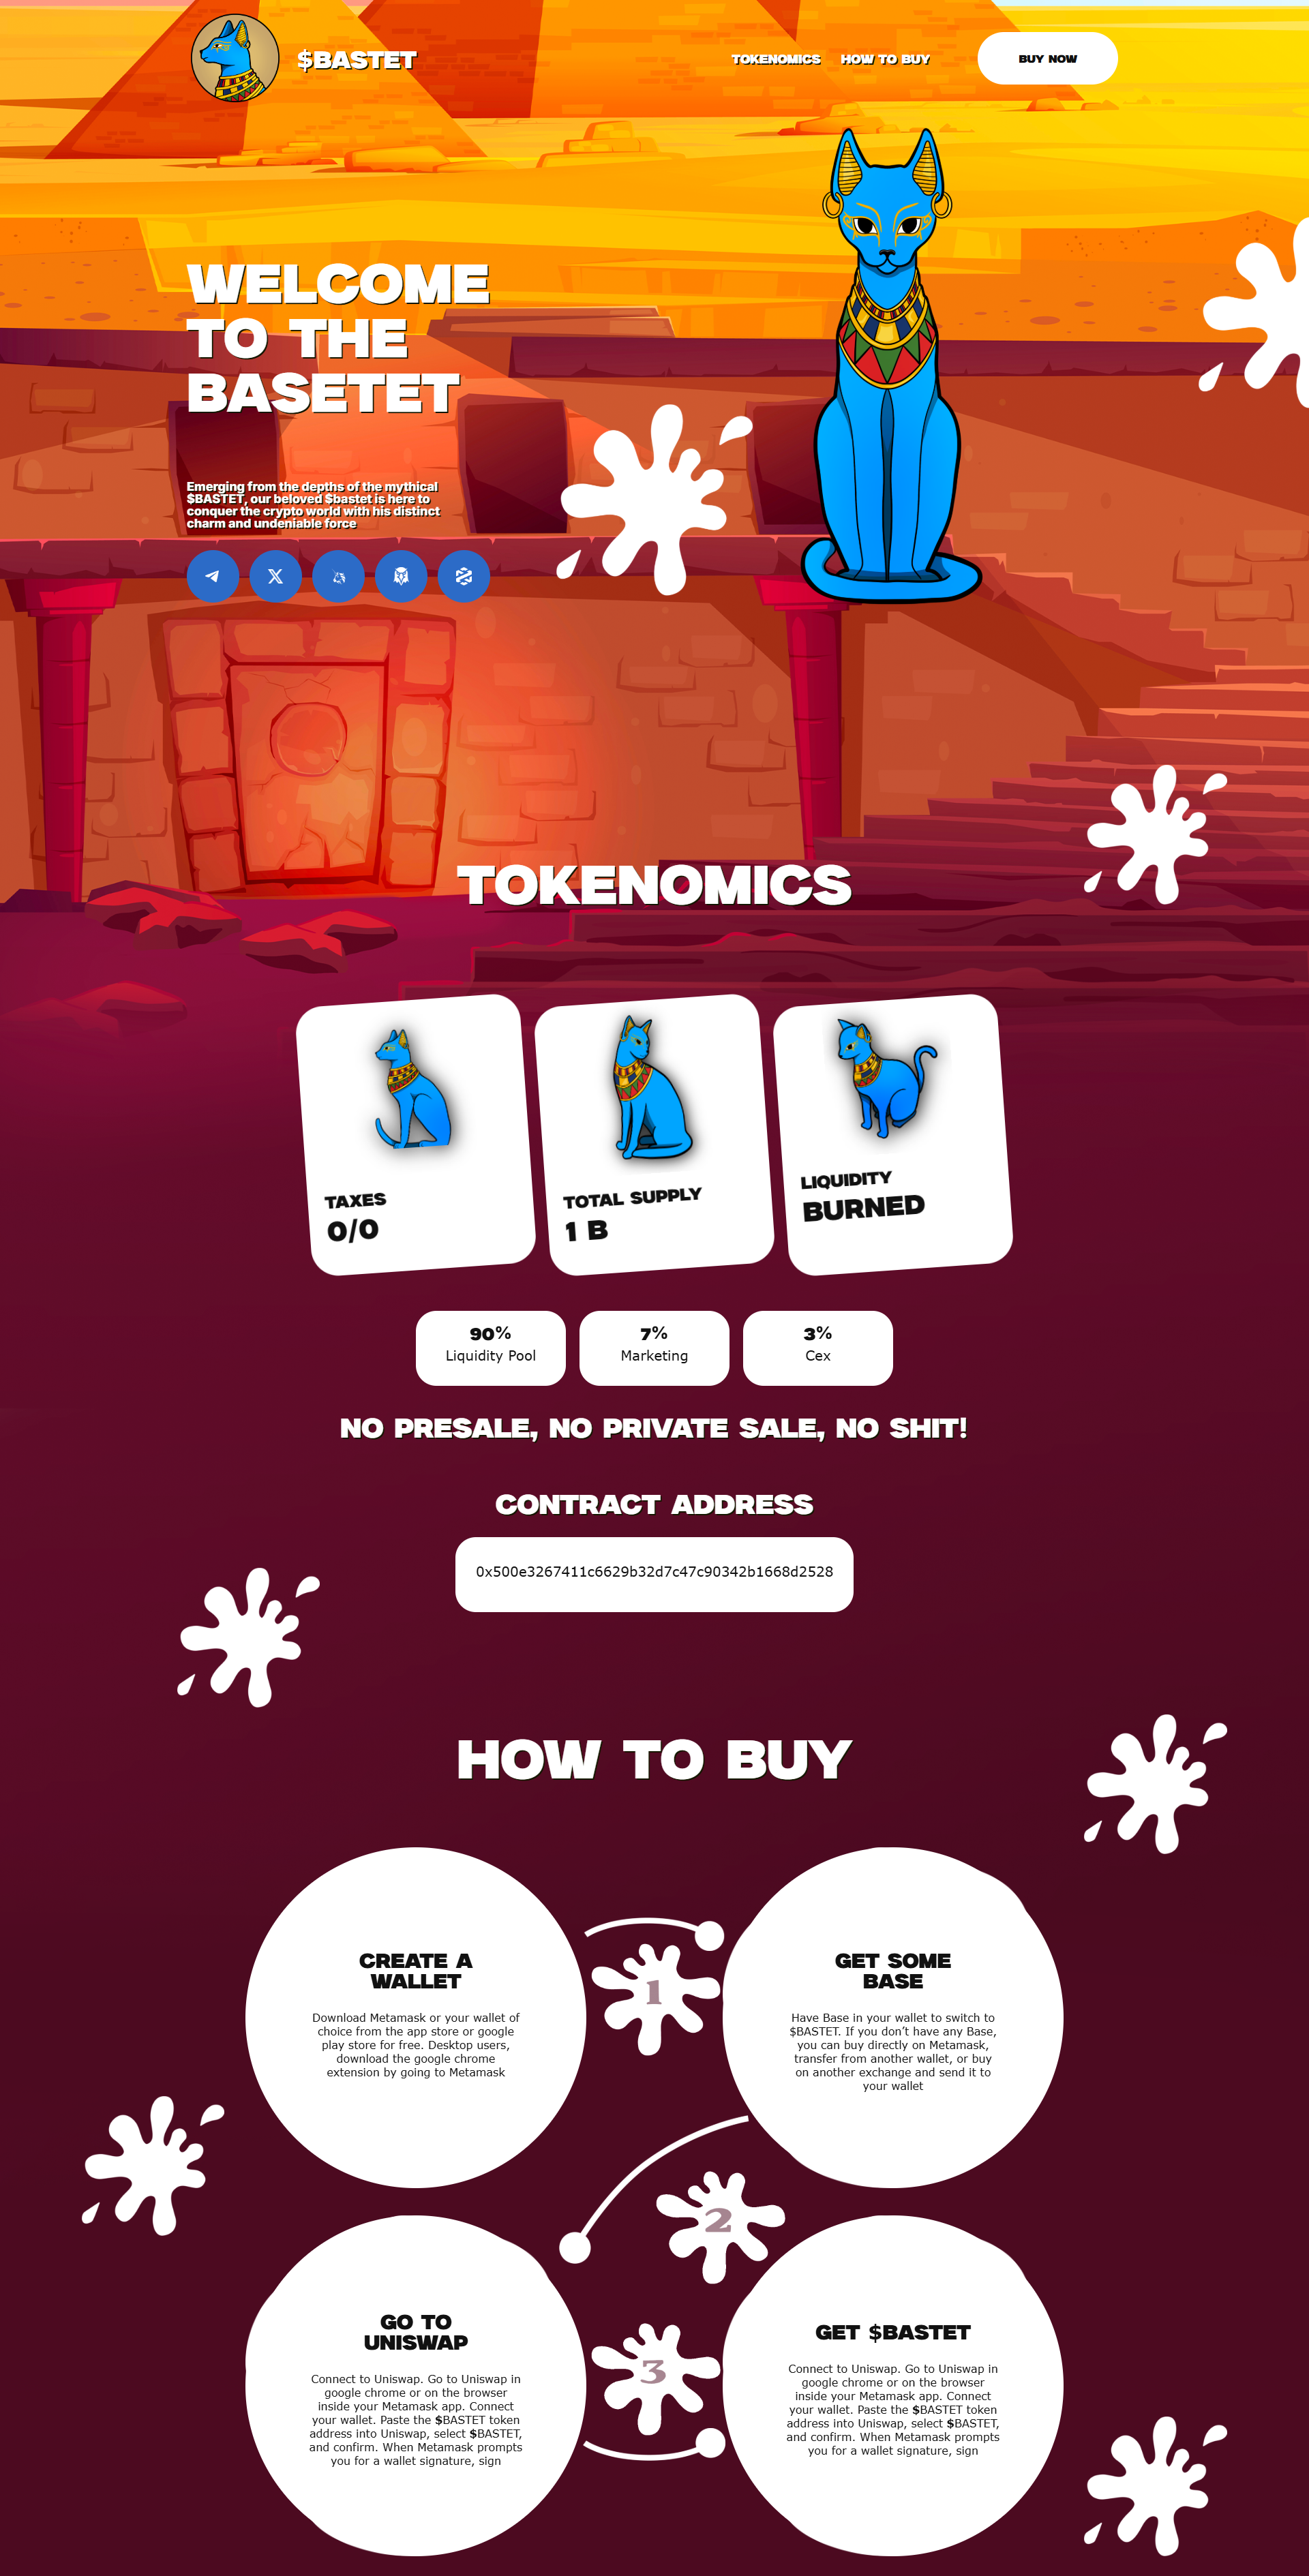 $BASTET
TOKENOMICS
HOW TO BUY
BUY NOW
WELCOME
TO THE
BASETET
Emerging from the depths of the mythical
$BASTET, our beloved $bastet is here to
conquer the crypto world with his distinct
charm and undeniable force
TOKENOMICS
TAXES
0/0
TOTAL SUPPLY
1 B
LIQUIDITY
BURNED
90%
Liquidity Pool
7%
Marketing
3%
Cex
NO PRESALE, NO PRIVATE SALE, NO SHIT!
CONTRACT ADDRESS
0x500e3267411c6629b32d7c47c90342b1668d2528
HOW TO BUY
CREATE A
WALLET
Download Metamask or your wallet of
choice from the app store or google
play store for free. Desktop users,
download the google chrome
extension by going to Metamask
1
GET SOME
BASE
Have Base in your wallet to switch to
$BASTET. If you don’t have any Base,
you can buy directly on Metamask,
transfer from another wallet, or buy
on another exchange and send it to
your wallet
2
GO TO
UNISWAP
Connect to Uniswap. Go to Uniswap in
google chrome or on the browser
inside your Metamask app. Connect
your wallet. Paste the $BASTET token
address into Uniswap, select $BASTET,
and confirm. When Metamask prompts
you for a wallet signature, sign
3
GET $BASTET
Connect to Uniswap. Go to Uniswap in
google chrome or on the browser
inside your Metamask app. Connect
your wallet. Paste the $BASTET token
address into Uniswap, select $BASTET,
and confirm. When Metamask prompts
you for a wallet signature, sign